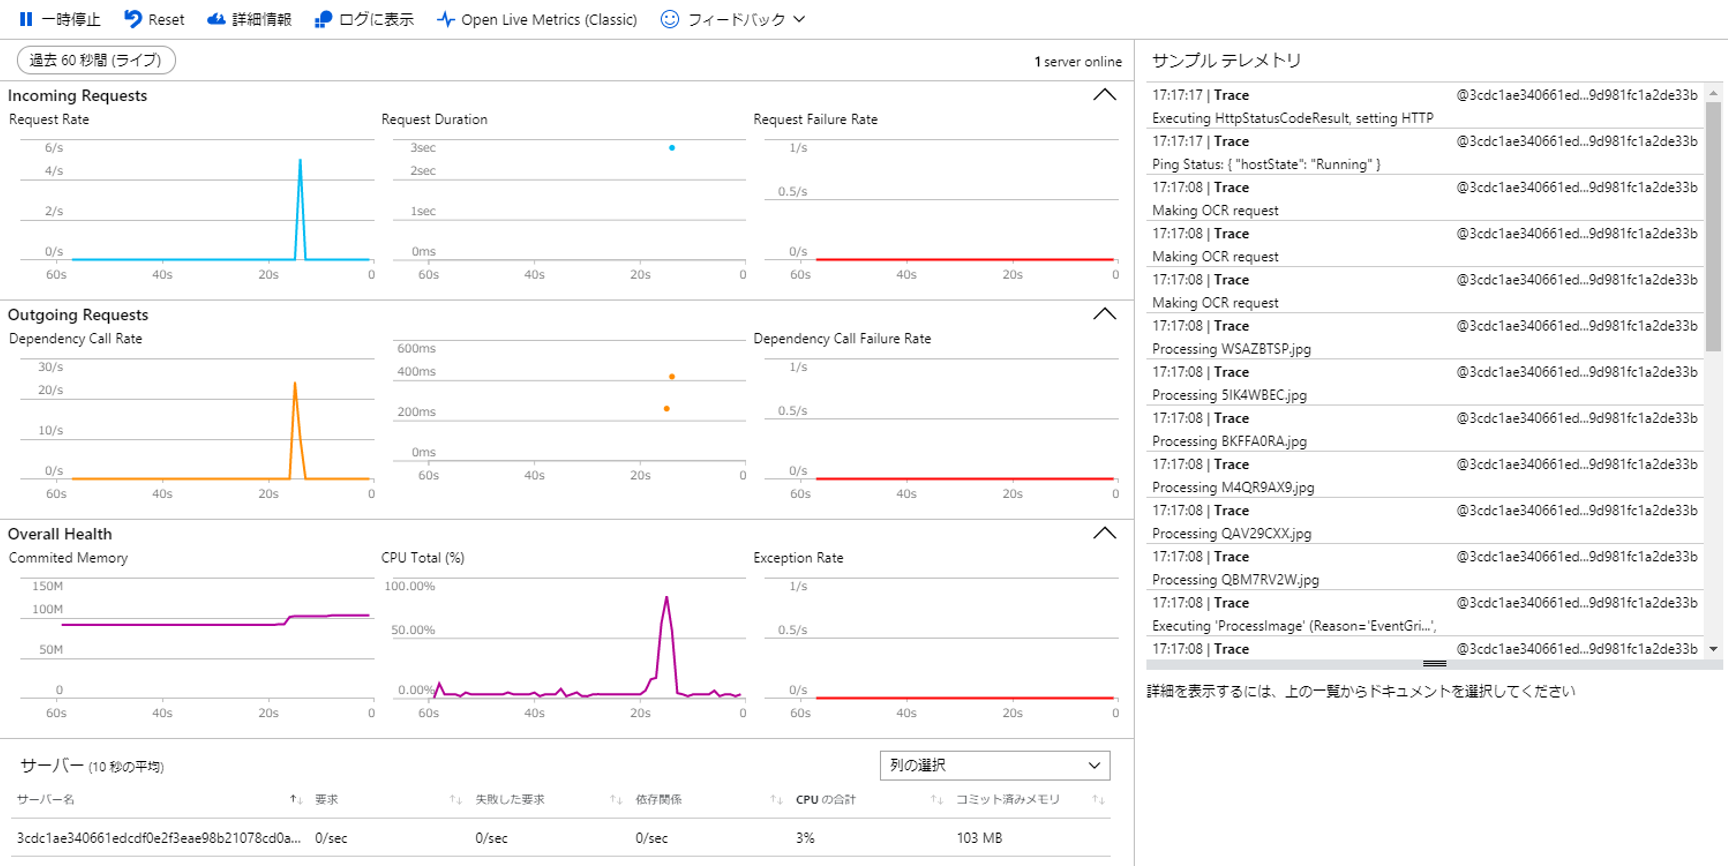 一時停止 Reset 詳細情報 ログに表示 Open Live Metrics (Classic) フィードバック
過去 60 秒間 (ライブ) 1 server online
Incoming Requests
Request Rate Request Duration Request Failure Rate
6/s 3sec 1/s
4/s 2sec 0.5/s
2/s 1sec
0/s 0ms 0/s
60s 40s 20s 0 60s 40s 20s 0 60s 40s 20s 0
Outgoing Requests
Dependency Call Rate Dependency Call Failure Rate
30/s 600ms 1/s
20/s 400ms 0.5/s
10/s 200ms
0/s 0ms 0/s
60s 40s 20s 0 60s 40s 20s 0 60s 40s 20s 0
Overall Health
Commited Memory CPU Total (%) Exception Rate
150M 100.00% 1/s
100M 50.00% 0.5/s
50M
0 0.00% 0/s
60s 40s 20s 0 60s 40s 20s 0 60s 40s 20s 0
サーバー (10 秒の平均) 列の選択
サーバー名 ↑↓ 要求 ↑↓ 失敗した要求 ↑↓ 依存関係 ↑↓ CPU の合計 ↑↓ コミット済みメモリ ↑↓
3cdc1ae340661edcdf0e2f3eae98b21078cd0a... 0/sec 0/sec 0/sec 3% 103 MB
サンプル テレメトリ
17:17:17 | Trace @3cdc1ae340661ed...9d981fc1a2de33b
Executing HttpStatusCodeResult, setting HTTP
17:17:17 | Trace @3cdc1ae340661ed...9d981fc1a2de33b
Ping Status: { "hostState": "Running" }
17:17:08 | Trace @3cdc1ae340661ed...9d981fc1a2de33b
Making OCR request
17:17:08 | Trace @3cdc1ae340661ed...9d981fc1a2de33b
Making OCR request
17:17:08 | Trace @3cdc1ae340661ed...9d981fc1a2de33b
Making OCR request
17:17:08 | Trace @3cdc1ae340661ed...9d981fc1a2de33b
Processing WSAZBTSP.jpg
17:17:08 | Trace @3cdc1ae340661ed...9d981fc1a2de33b
Processing 5IK4WBEC.jpg
17:17:08 | Trace @3cdc1ae340661ed...9d981fc1a2de33b
Processing BKFFA0RA.jpg
17:17:08 | Trace @3cdc1ae340661ed...9d981fc1a2de33b
Processing M4QR9AX9.jpg
17:17:08 | Trace @3cdc1ae340661ed...9d981fc1a2de33b
Processing QAV29CXX.jpg
17:17:08 | Trace @3cdc1ae340661ed...9d981fc1a2de33b
Processing QBM7RV2W.jpg
17:17:08 | Trace @3cdc1ae340661ed...9d981fc1a2de33b
Executing 'ProcessImage' (Reason='EventGri...',
17:17:08 | Trace @3cdc1ae340661ed...9d981fc1a2de33b
詳細を表示するには、上の一覧からドキュメントを選択してください